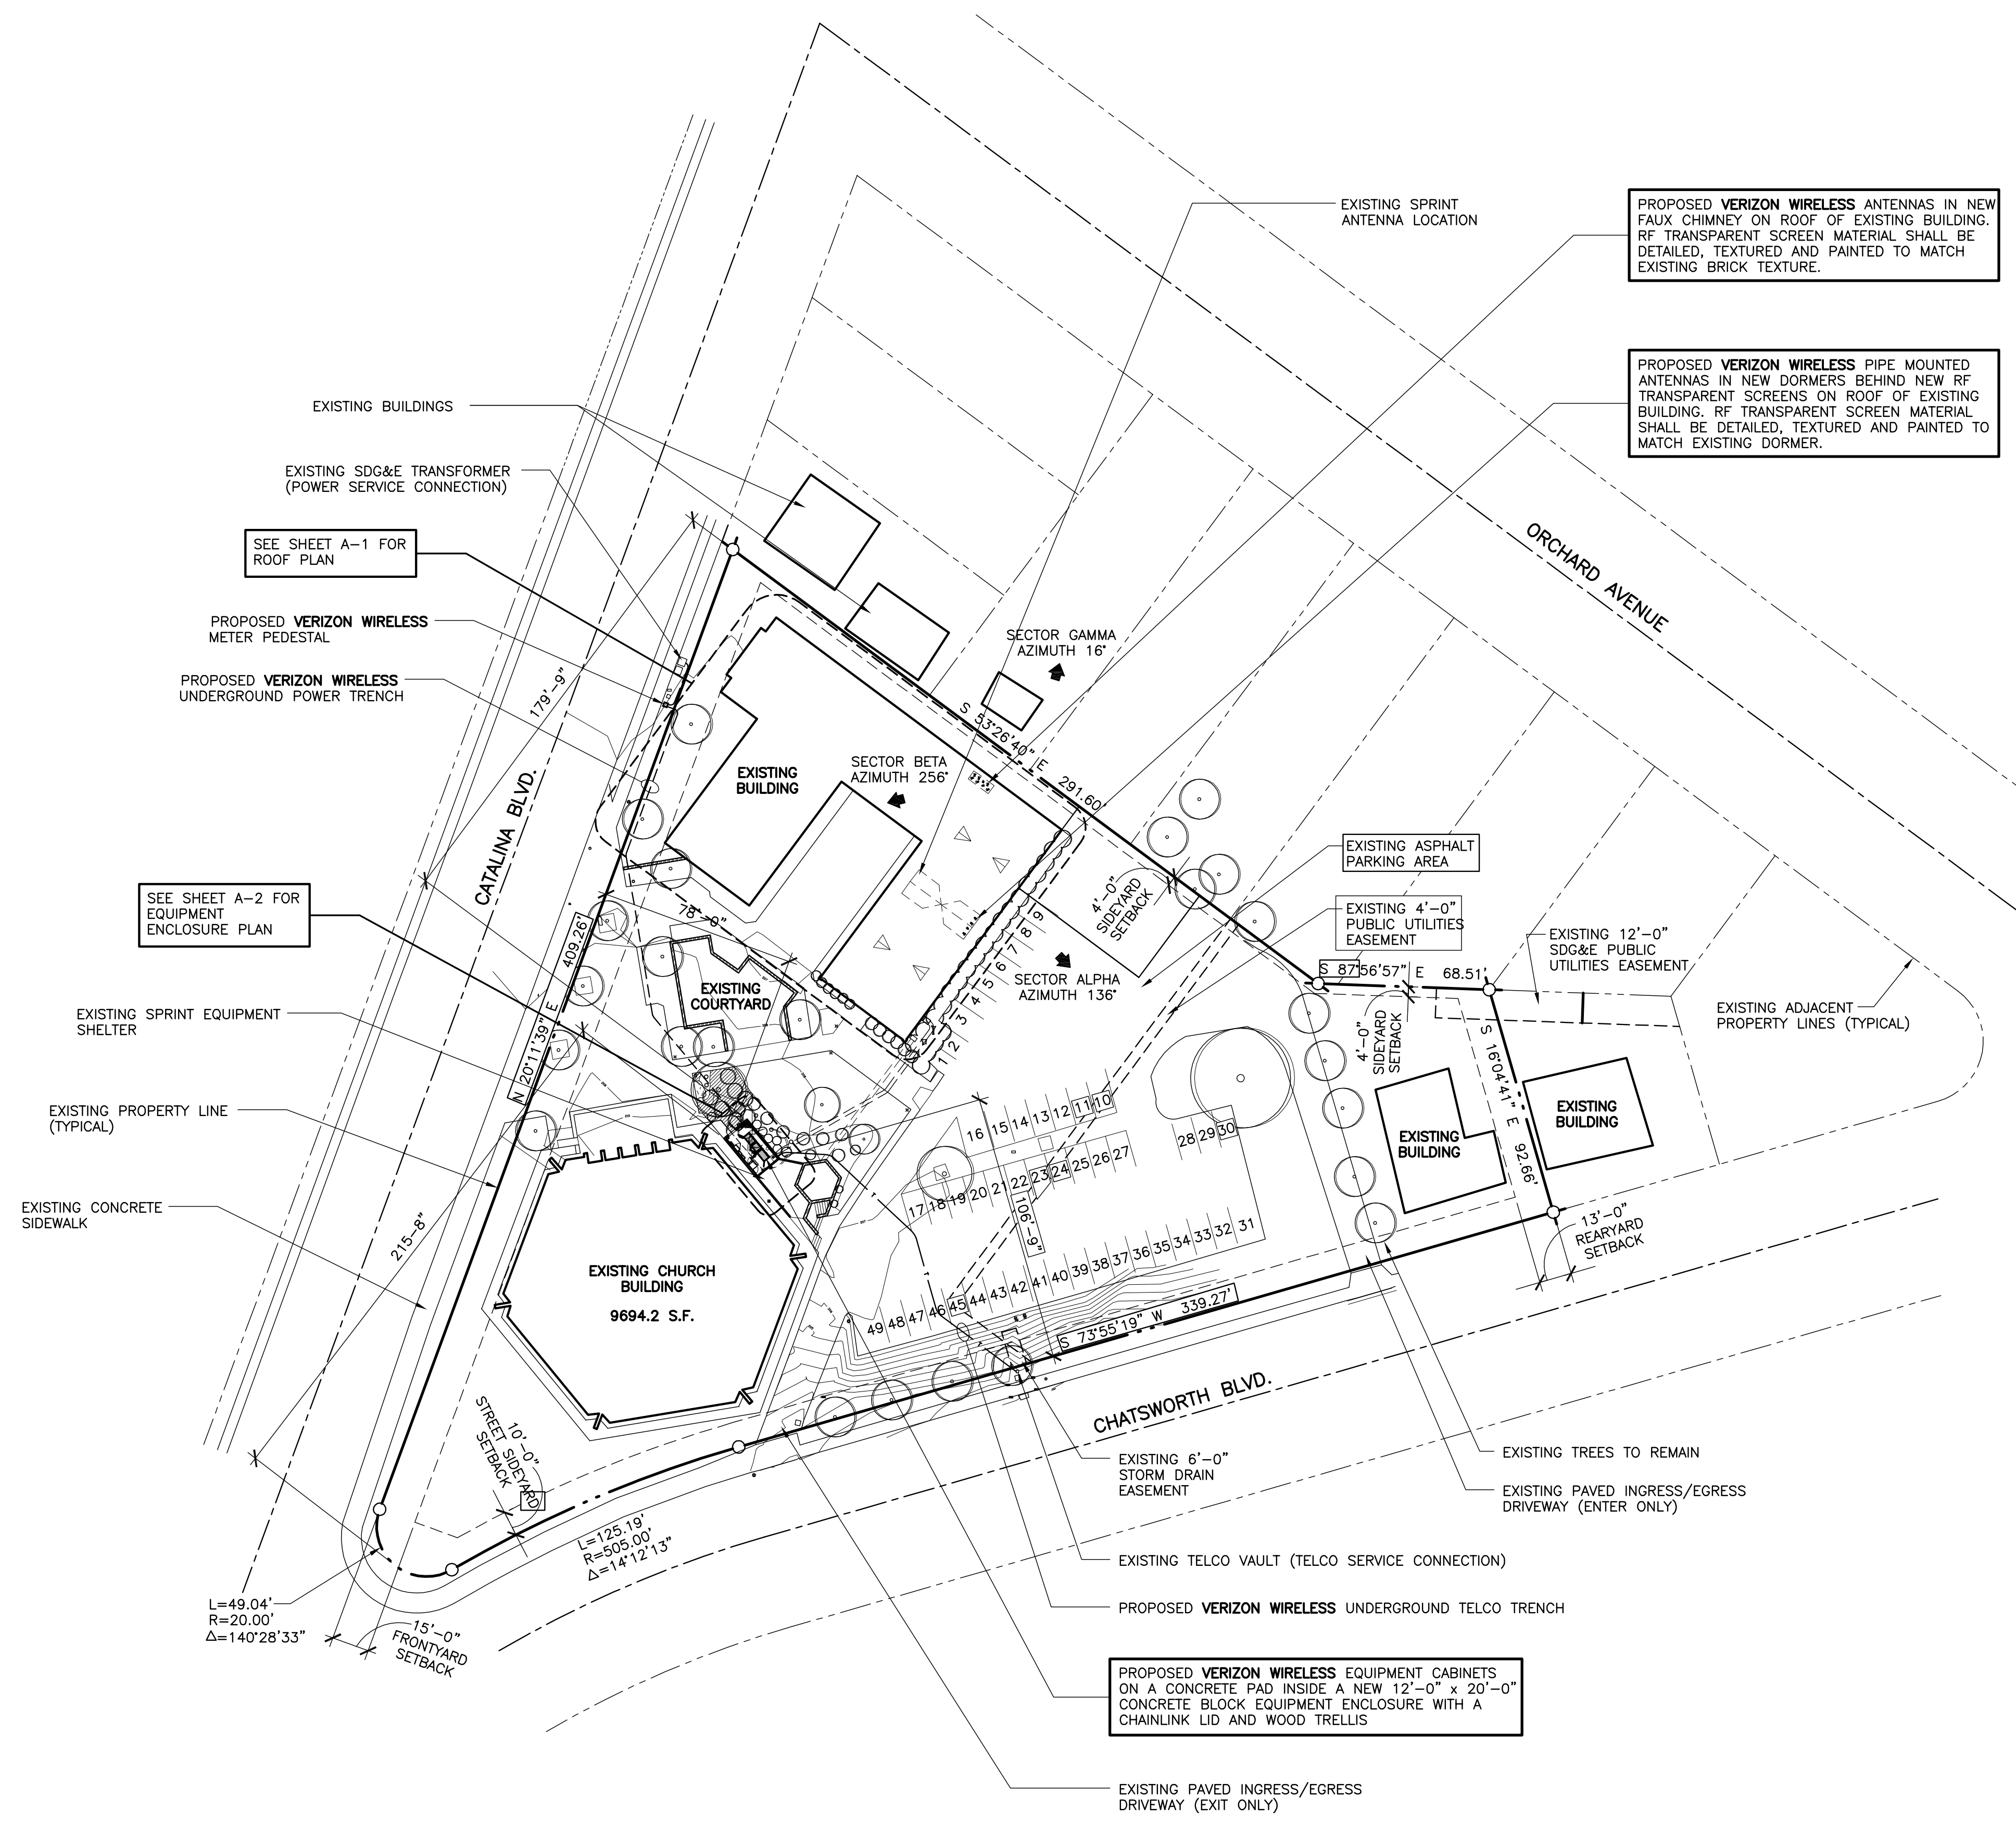 EXISTING SPRINT
ANTENNA LOCATION
PROPOSED VERIZON WIRELESS ANTENNAS IN NEW
FAUX CHIMNEY ON ROOF OF EXISTING BUILDING.
RF TRANSPARENT SCREEN MATERIAL SHALL BE
DETAILED, TEXTURED AND PAINTED TO MATCH
EXISTING BRICK TEXTURE.
PROPOSED VERIZON WIRELESS PIPE MOUNTED
ANTENNAS IN NEW DORMERS BEHIND NEW RF
TRANSPARENT SCREENS ON ROOF OF EXISTING
BUILDING. RF TRANSPARENT SCREEN MATERIAL
SHALL BE DETAILED, TEXTURED AND PAINTED TO
MATCH EXISTING DORMER.
EXISTING BUILDINGS
EXISTING SDG&E TRANSFORMER
(POWER SERVICE CONNECTION)
SEE SHEET A-1 FOR
ROOF PLAN
PROPOSED VERIZON WIRELESS
METER PEDESTAL
PROPOSED VERIZON WIRELESS
UNDERGROUND POWER TRENCH
179'-9"
CATALINA BLVD.
ORCHARD AVENUE
SECTOR GAMMA
AZIMUTH 16°
S 53°26'40" E 291.60'
SECTOR BETA
AZIMUTH 256°
EXISTING
BUILDING
EXISTING ASPHALT
PARKING AREA
4'-0"
SIDEYARD
SETBACK
EXISTING 4'-0"
PUBLIC UTILITIES
EASEMENT
EXISTING 12'-0"
SDG&E PUBLIC
UTILITIES EASEMENT
SEE SHEET A-2 FOR
EQUIPMENT
ENCLOSURE PLAN
78'-0"
N 20°11'39" E 409.26'
EXISTING
COURTYARD
SECTOR ALPHA
AZIMUTH 136°
S 87°56'57" E 68.51'
EXISTING ADJACENT
PROPERTY LINES (TYPICAL)
4'-0"
SIDEYARD
SETBACK
S 16°04'41" E 92.66'
EXISTING SPRINT EQUIPMENT
SHELTER
EXISTING PROPERTY LINE
(TYPICAL)
EXISTING CONCRETE
SIDEWALK
1 2 3 4 5 6 7 8 9
16 15 14 13 12 11 10
28 29 30
17 18 19 20 21 22 23 24 25 26 27
106'-9"
49 48 47 46 45 44 43 42 41 40 39 38 37 36 35 34 33 32 31
EXISTING
BUILDING
EXISTING
BUILDING
13'-0"
REARYARD
SETBACK
215-8"
EXISTING CHURCH
BUILDING
9694.2 S.F.
S 73°55'19" W 339.27'
CHATSWORTH BLVD.
10'-0"
STREET SIDEYARD
SETBACK
L=125.19'
R=505.00'
Δ=14°12'13"
L=49.04'
R=20.00'
Δ=140°28'33"
15'-0"
FRONTYARD
SETBACK
EXISTING 6'-0"
STORM DRAIN
EASEMENT
EXISTING TREES TO REMAIN
EXISTING PAVED INGRESS/EGRESS
DRIVEWAY (ENTER ONLY)
EXISTING TELCO VAULT (TELCO SERVICE CONNECTION)
PROPOSED VERIZON WIRELESS UNDERGROUND TELCO TRENCH
PROPOSED VERIZON WIRELESS EQUIPMENT CABINETS
ON A CONCRETE PAD INSIDE A NEW 12'-0" x 20'-0"
CONCRETE BLOCK EQUIPMENT ENCLOSURE WITH A
CHAINLINK LID AND WOOD TRELLIS
EXISTING PAVED INGRESS/EGRESS
DRIVEWAY (EXIT ONLY)